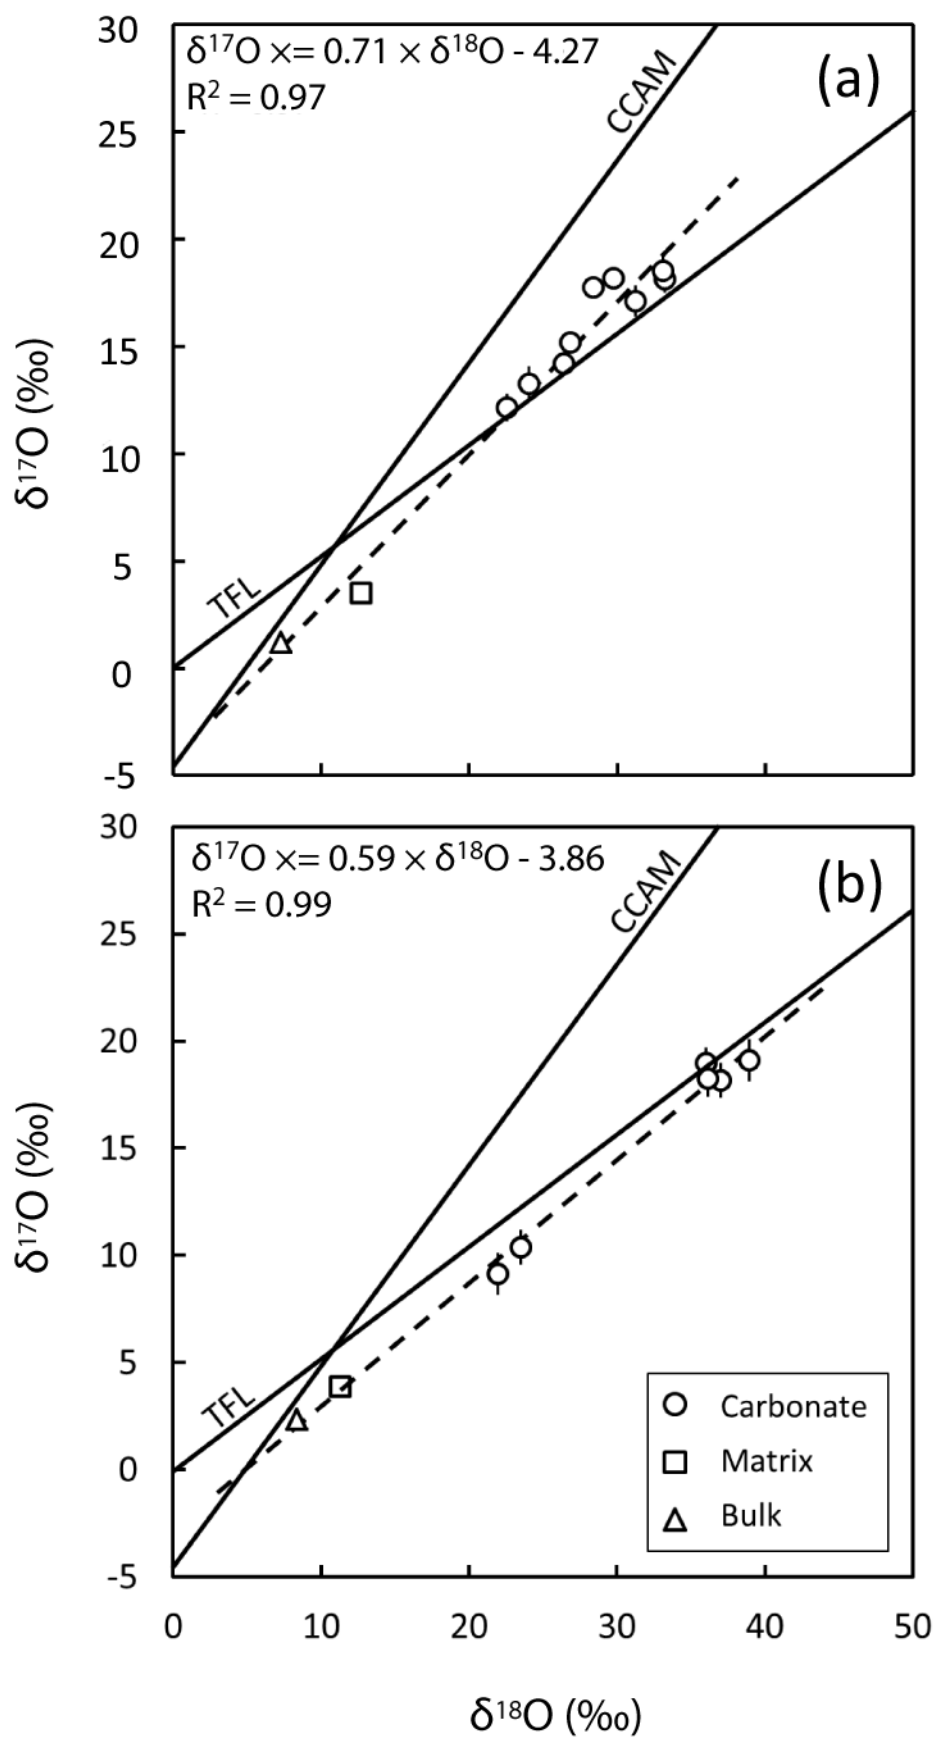 30
δ¹⁷O ×= 0.71 × δ¹⁸O - 4.27
R² = 0.97
CCAM
(a)
25
20
15
10
5
0
-5
TFL
δ¹⁷O (‰)
30
δ¹⁷O ×= 0.59 × δ¹⁸O - 3.86
R² = 0.99
CCAM
(b)
25
20
15
10
5
0
-5
TFL
δ¹⁷O (‰)
Carbonate
Matrix
Bulk
0 10 20 30 40 50
δ¹⁸O (‰)